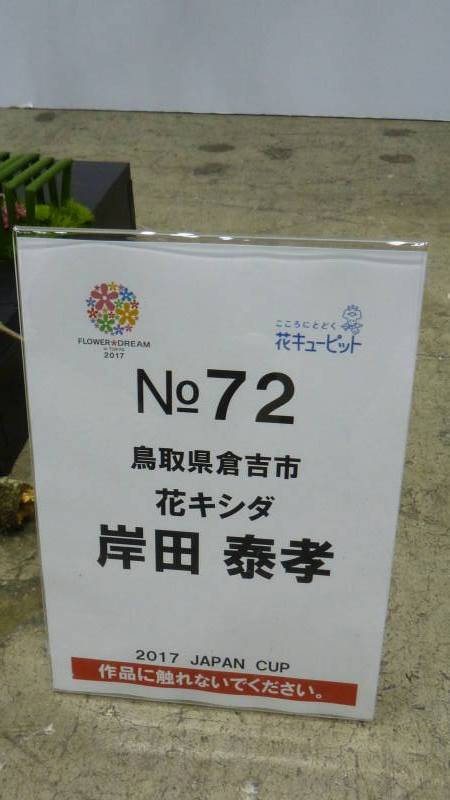 FLOWER★DREAM
in TOKYO
2017
こころにとどく
花キューピット
№72
鳥取県倉吉市
花キシダ
岸田 泰孝
2017 JAPAN CUP
作品に触れないでください。